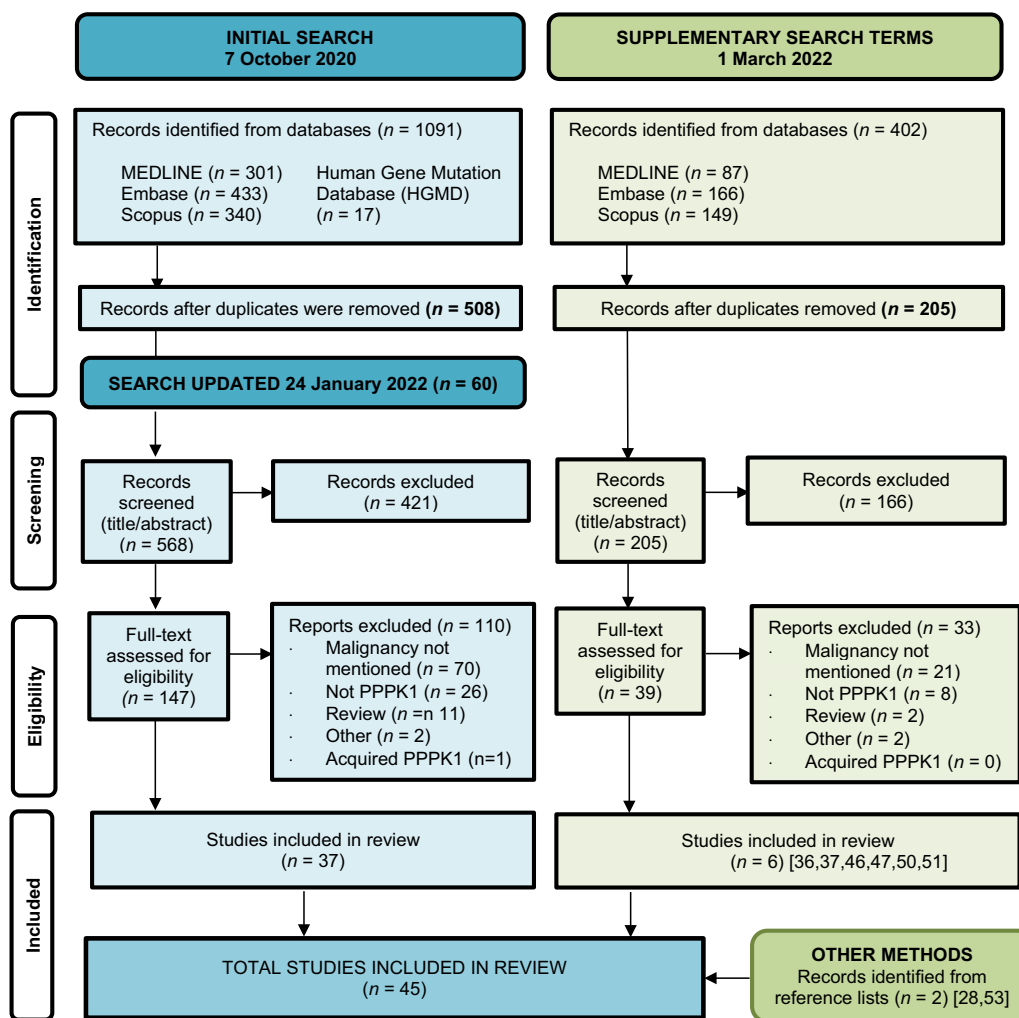 INITIAL SEARCH
7 October 2020
SUPPLEMENTARY SEARCH TERMS
1 March 2022
Identification
Records identified from databases (n = 1091)
MEDLINE (n = 301)
Embase (n = 433)
Scopus (n = 340)
Human Gene Mutation
Database (HGMD)
(n = 17)
Records identified from databases (n = 402)
MEDLINE (n = 87)
Embase (n = 166)
Scopus (n = 149)
Records after duplicates were removed (n = 508)
Records after duplicates removed (n = 205)
SEARCH UPDATED 24 January 2022 (n = 60)
Screening
Records
screened
(title/abstract)
(n = 568)
Records excluded
(n = 421)
Records
screened
(title/abstract)
(n = 205)
Records excluded
(n = 166)
Eligibility
Full-text
assessed for
eligibility
(n = 147)
Reports excluded (n = 110)
· Malignancy not
mentioned (n = 70)
· Not PPPK1 (n = 26)
· Review (n =n 11)
· Other (n = 2)
· Acquired PPPK1 (n=1)
Full-text
assessed for
eligibility
(n = 39)
Reports excluded (n = 33)
· Malignancy not
mentioned (n = 21)
· Not PPPK1 (n = 8)
· Review (n = 2)
· Other (n = 2)
· Acquired PPPK1 (n = 0)
Included
Studies included in review
(n = 37)
Studies included in review
(n = 6) [36,37,46,47,50,51]
TOTAL STUDIES INCLUDED IN REVIEW
(n = 45)
OTHER METHODS
Records identified from
reference lists (n = 2) [28,53]